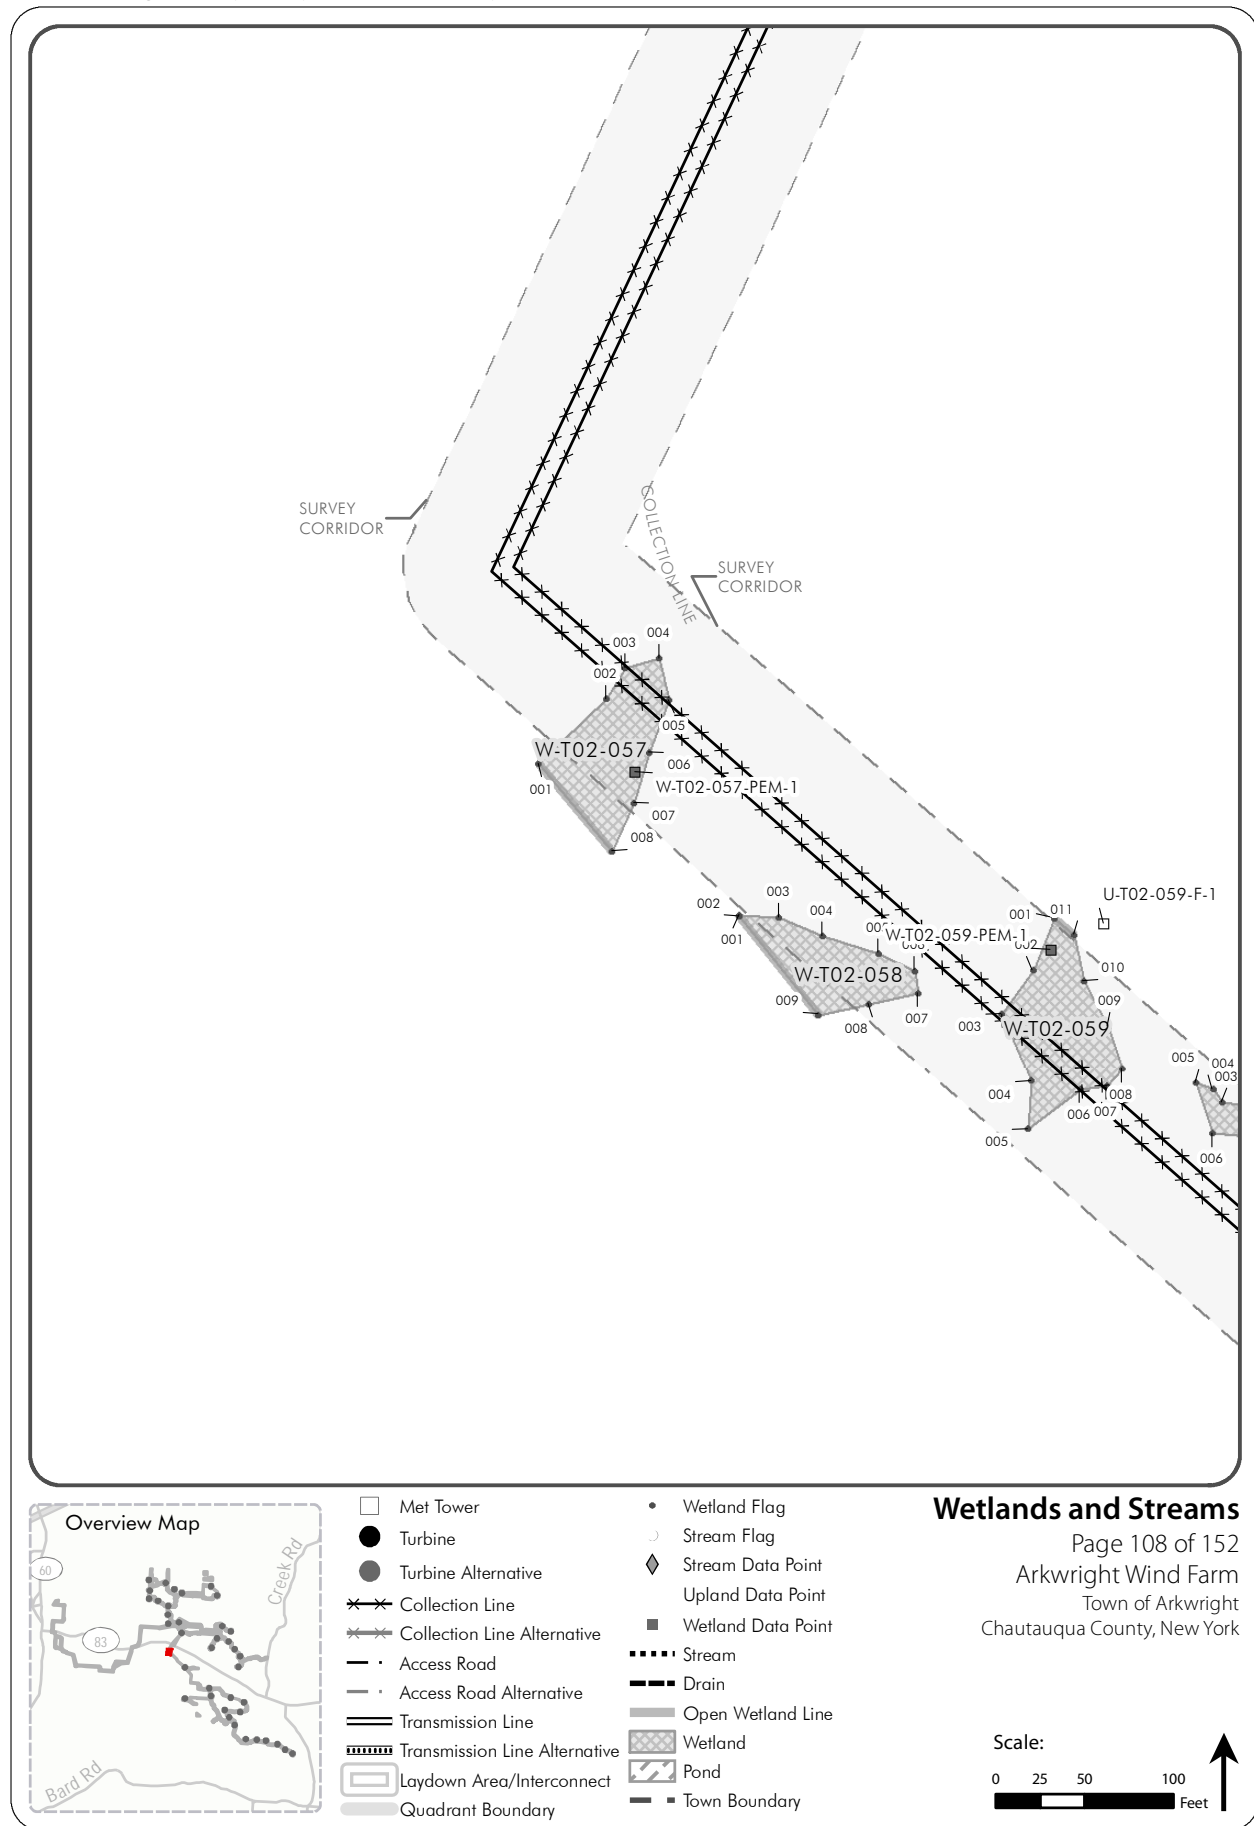 SURVEY
CORRIDOR
COLLECTION LINE
SURVEY
CORRIDOR
003
004
002
W-T02-057
005
006
001
W-T02-057-PEM-1
007
008
U-T02-059-F-1
002
003
001
011
004
001
W-T02-059-PEM-1
002
W-T02-058
010
009
009
007
008
003
W-T02-059
005
004
003
004
008
006
007
005
006
Overview Map
60
83
Creek Rd
Bard Rd
Met Tower
Turbine
Turbine Alternative
Collection Line
Collection Line Alternative
Access Road
Access Road Alternative
Transmission Line
Transmission Line Alternative
Laydown Area/Interconnect
Quadrant Boundary
Wetland Flag
Stream Flag
Stream Data Point
Upland Data Point
Wetland Data Point
Stream
Drain
Open Wetland Line
Wetland
Pond
Town Boundary
Wetlands and Streams
Page 108 of 152
Arkwright Wind Farm
Town of Arkwright
Chautauqua County, New York
Scale:
0 25 50 100
Feet